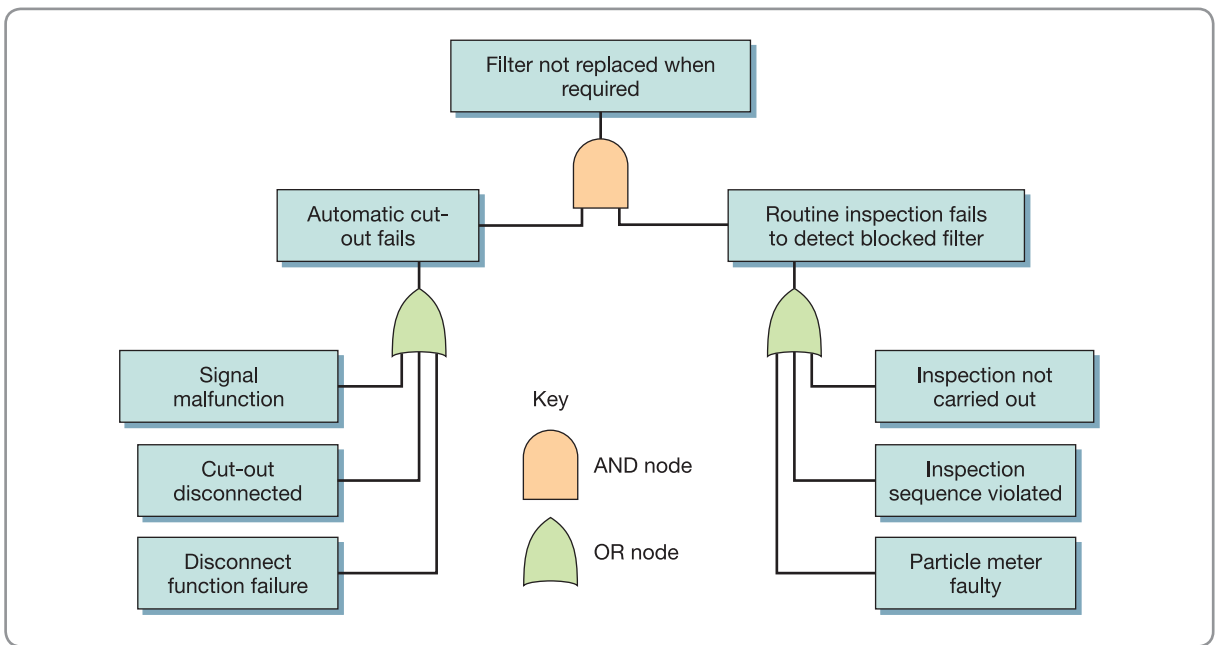 Filter not replaced when
required
Automatic cut-
out fails
Routine inspection fails
to detect blocked filter
Signal
malfunction
Cut-out
disconnected
Disconnect
function failure
Key
AND node
OR node
Inspection not
carried out
Inspection
sequence violated
Particle meter
faulty